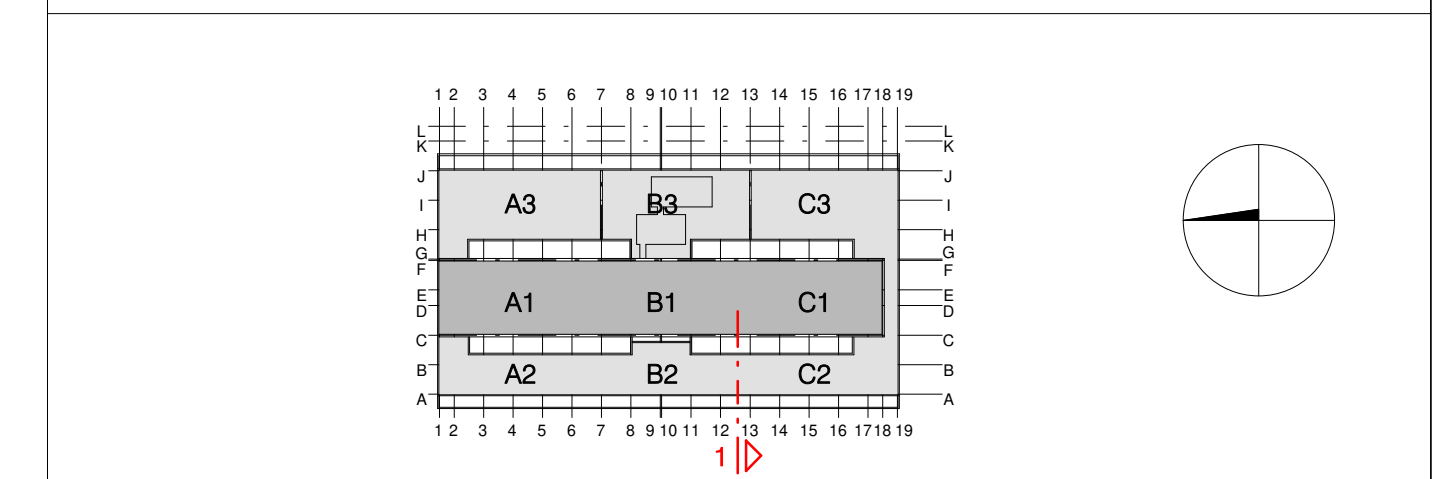 1 2 3 4 5 6 7 8 9 10 11 12 13 14 15 16 17 18 19
L L
K K
J J
A3 B3 C3
I I
H H
G G
F F
E E
A1 B1 C1
D D
C C
B B
A2 B2 C2
A A
1 2 3 4 5 6 7 8 9 10 11 12 13 14 15 16 17 18 19
1